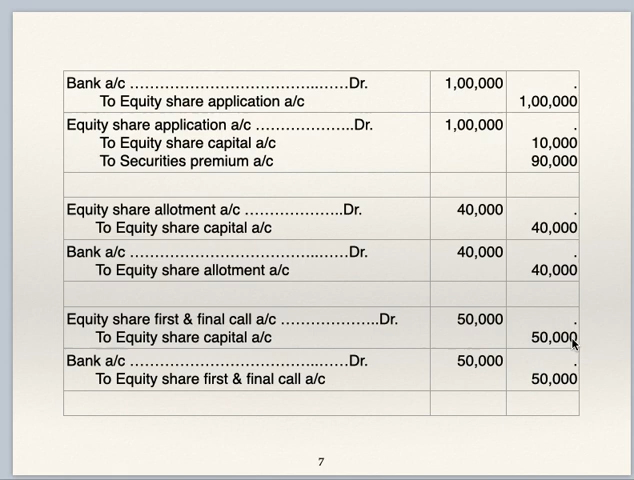 Bank a/c …………………………………..……Dr. 1,00,000 .
To Equity share application a/c 1,00,000
Equity share application a/c ………………..Dr. 1,00,000 .
To Equity share capital a/c 10,000
To Securities premium a/c 90,000
Equity share allotment a/c ……………….Dr. 40,000 .
To Equity share capital a/c 40,000
Bank a/c …………………………………..……Dr. 40,000 .
To Equity share allotment a/c 40,000
Equity share first & final call a/c ………………..Dr. 50,000 .
To Equity share capital a/c 50,000
Bank a/c …………………………………..……Dr. 50,000 .
To Equity share first & final call a/c 50,000
7